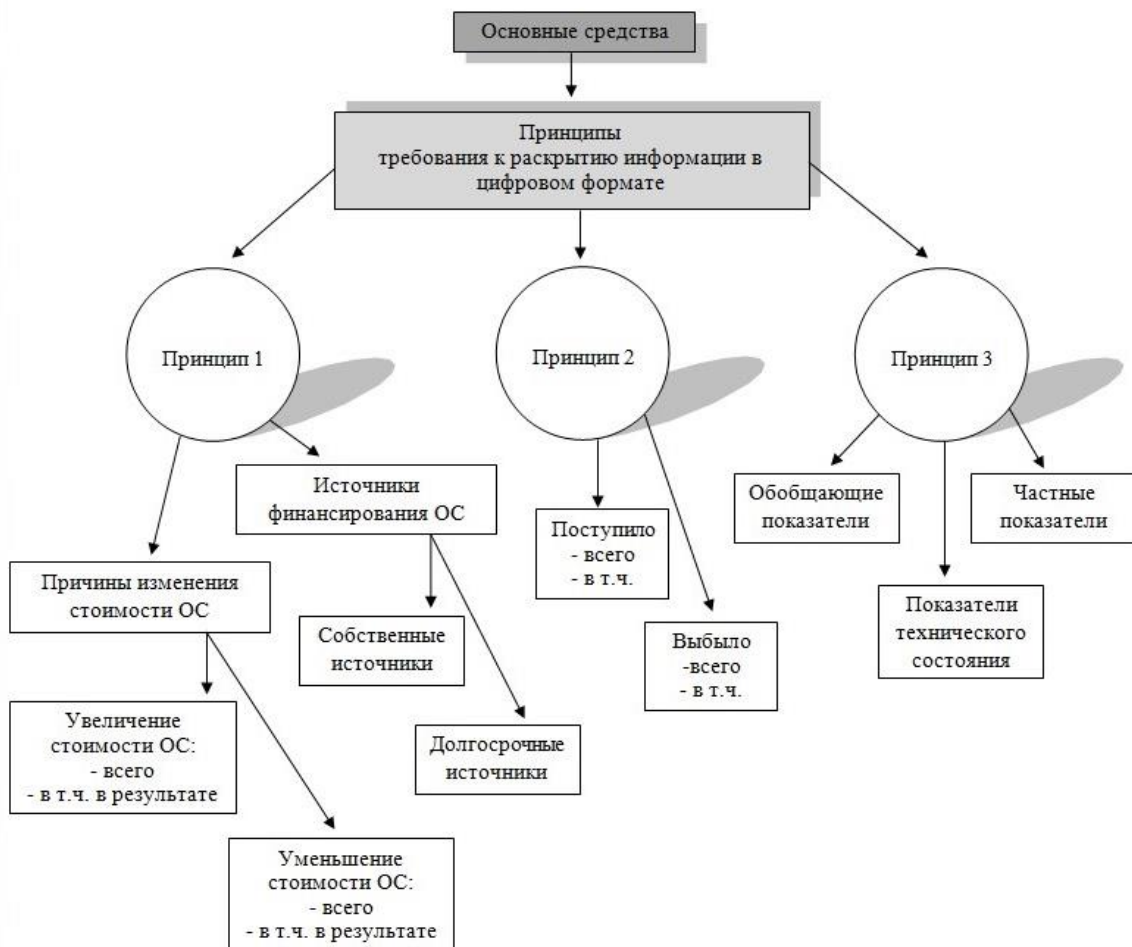 Основные средства
Принципы
требования к раскрытию информации в
цифровом формате
Принцип 1
Принцип 2
Принцип 3
Источники
финансирования ОС
Обобщающие
показатели
Частные
показатели
Поступило
- всего
- в т.ч.
Причины изменения
стоимости ОС
Собственные
источники
Выбыло
-всего
- в т.ч.
Показатели
технического
состояния
Увеличение
стоимости ОС:
- всего
- в т.ч. в результате
Долгосрочные
источники
Уменьшение
стоимости ОС:
- всего
- в т.ч. в результате